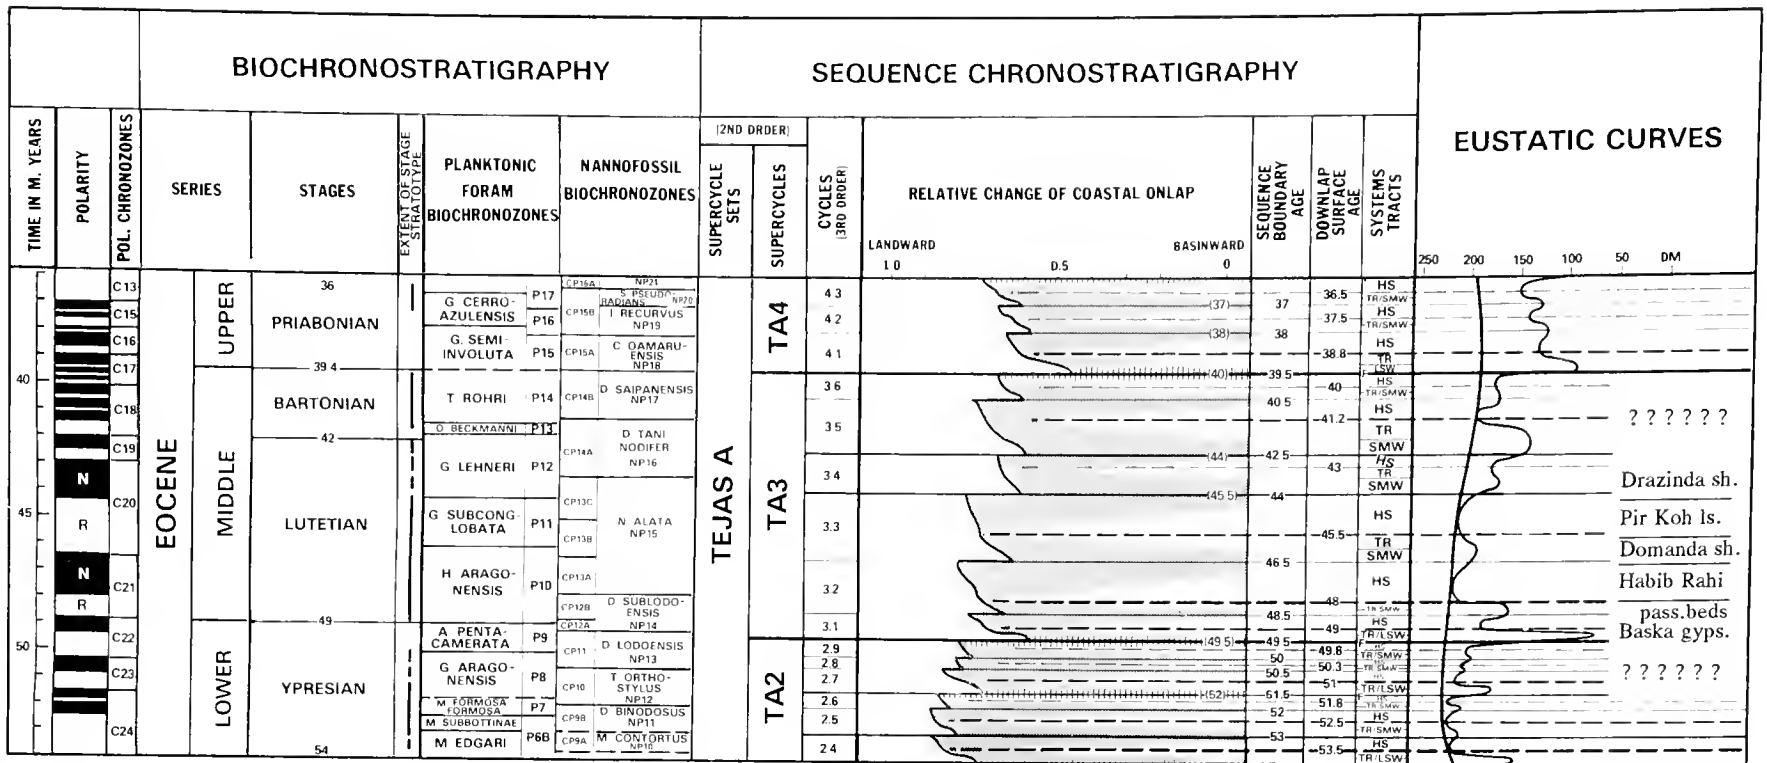 BIOCHRONOSTRATIGRAPHY
SEQUENCE CHRONOSTRATIGRAPHY
EUSTATIC CURVES
TIME IN M. YEARS
POLARITY
POL. CHRONOZONES
SERIES
STAGES
EXTENT OF STAGE
STRATOTYPE
PLANKTONIC
FORAM
BIOCHRONOZONES
NANNOFOSSIL
BIOCHRONOZONES
(2ND ORDER)
SUPERCYCLE
SETS
SUPERCYCLES
CYCLES
(3RD ORDER)
RELATIVE CHANGE OF COASTAL ONLAP
LANDWARD
BASINWARD
1.0 0.5 0
SEQUENCE
BOUNDARY
AGE
DOWNLAP
SURFACE
AGE
SYSTEMS
TRACTS
250 200 150 100 50 0M
40
45
50
N
R
N
R
C13
C15
C16
C17
C18
C19
C20
C21
C22
C23
C24
EOCENE
UPPER
MIDDLE
LOWER
36
PRIABONIAN
39.4
BARTONIAN
42
LUTETIAN
49
YPRESIAN
54
G CERRO-
AZULENSIS
G. SEMI-
INVOLUTA
T ROHRI
O BECKMANNI
G LEHNERI
G SUBCONG-
LOBATA
H ARAGO-
NENSIS
A PENTA-
CAMERATA
G ARAGO-
NENSIS
M FORMOSA
FORMOSA
M SUBBOTTINAE
M EDGARI
P17
P16
P15
P14
P13
P12
P11
P10
P9
P8
P7
P6B
CP16A
CP15B
CP15A
CP14B
CP14A
CP13C
CP13B
CP13A
CP12B
CP12A
CP11
CP10
CP9B
CP9A
NP21
S PSEUDO-
RADIANS NP20
I RECURVUS
NP19
C OAMARU-
ENSIS
NP18
D SAIPANENSIS
NP17
D TANI
NODIFER
NP16
N ALATA
NP15
D SUBLODO-
ENSIS
NP14
D LODOENSIS
NP13
T ORTHO-
STYLUS
NP12
D BINODOSUS
NP11
M CONTORTUS
NP10
TEJAS A
TA4
TA3
TA2
4.3
4.2
4.1
3.6
3.5
3.4
3.3
3.2
3.1
2.9
2.8
2.7
2.6
2.5
2.4
(37)
(38)
(40)
(44)
(45.5)
(49.5)
(52)
37
38
39.5
40.5
42.5
44
46.5
48.5
49.5
50
50.5
51.5
52
53
36.5
37.5
38.8
40
41.2
43
45.5
48
49
49.8
50.3
51
51.8
52.5
53.5
HS
TR/SMW
HS
TR/SMW
HS
TR
LSW
HS
TR/SMW
HS
TR
SMW
HS
TR
SMW
HS
TR
SMW
HS
TR SMW
HS
TR/LSW
HS
TR/SMW
HS
TR SMW
HS
TR/LSW
HS
TR SMW
HS
TR/SMW
HS
TR/LSW
? ? ? ? ? ?
Drazinda sh.
Pir Koh ls.
Domanda sh.
Habib Rahi
pass.beds
Baska gyps.
? ? ? ? ? ?